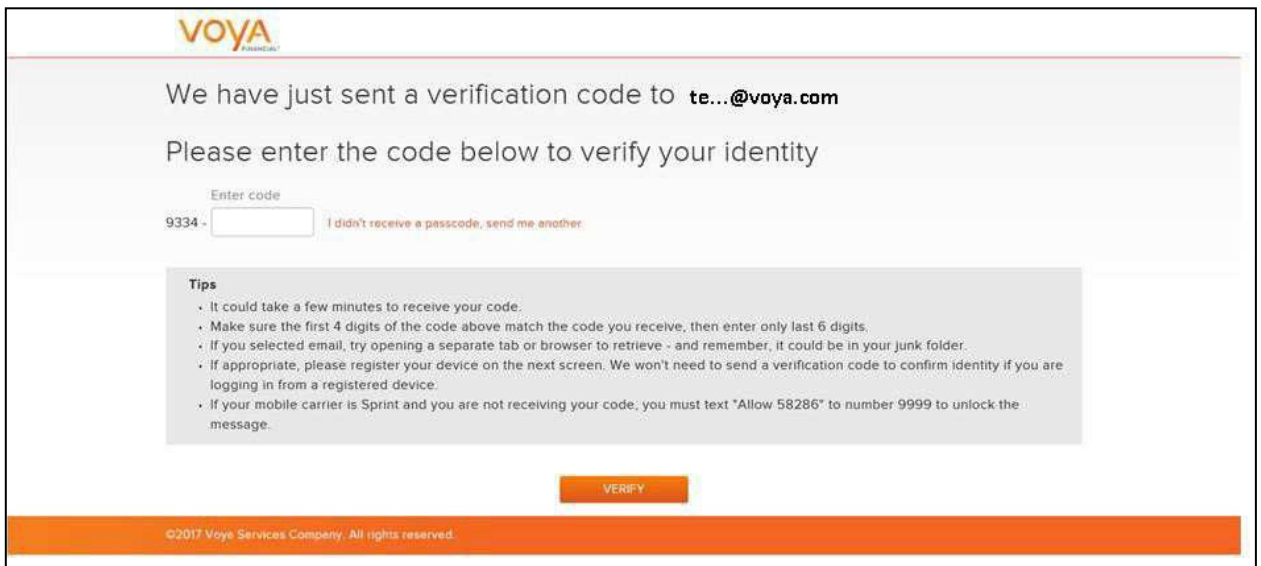 VOYA
FINANCIAL
We have just sent a verification code to te...@voya.com
Please enter the code below to verify your identity
Enter code
9334 -
I didn't receive a passcode, send me another.
Tips
• It could take a few minutes to receive your code.
• Make sure the first 4 digits of the code above match the code you receive, then enter only last 6 digits.
• If you selected email, try opening a separate tab or browser to retrieve - and remember, it could be in your junk folder.
• If appropriate, please register your device on the next screen. We won't need to send a verification code to confirm identity if you are
logging in from a registered device.
• If your mobile carrier is Sprint and you are not receiving your code, you must text "Allow 58286" to number 9999 to unlock the
message.
VERIFY
©2017 Voya Services Company. All rights reserved.